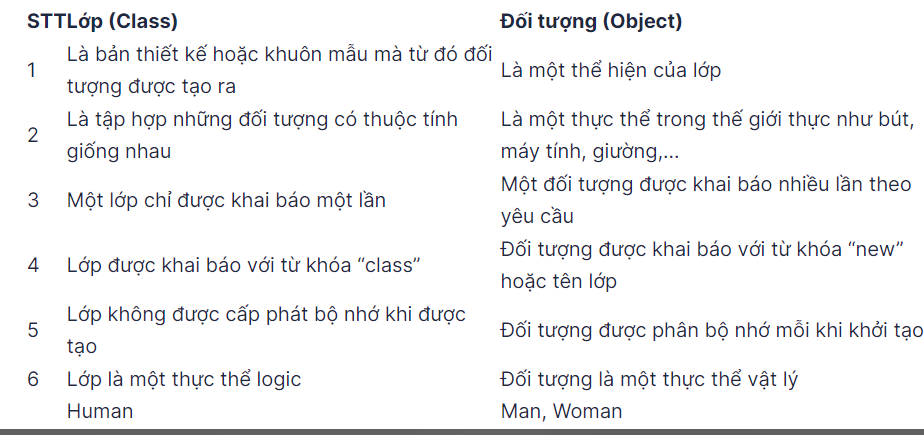 STTLớp (Class) Đối tượng (Object)
1 Là bản thiết kế hoặc khuôn mẫu mà từ đó đối
tượng được tạo ra
Là một thể hiện của lớp
2 Là tập hợp những đối tượng có thuộc tính
giống nhau
Là một thực thể trong thế giới thực như bút,
máy tính, giường,...
3 Một lớp chỉ được khai báo một lần
Một đối tượng được khai báo nhiều lần theo
yêu cầu
4 Lớp được khai báo với từ khóa “class”
Đối tượng được khai báo với từ khóa “new”
hoặc tên lớp
5 Lớp không được cấp phát bộ nhớ khi được
tạo
Đối tượng được phân bộ nhớ mỗi khi khởi tạo
6 Lớp là một thực thể logic
Đối tượng là một thực thể vật lý
Human
Man, Woman